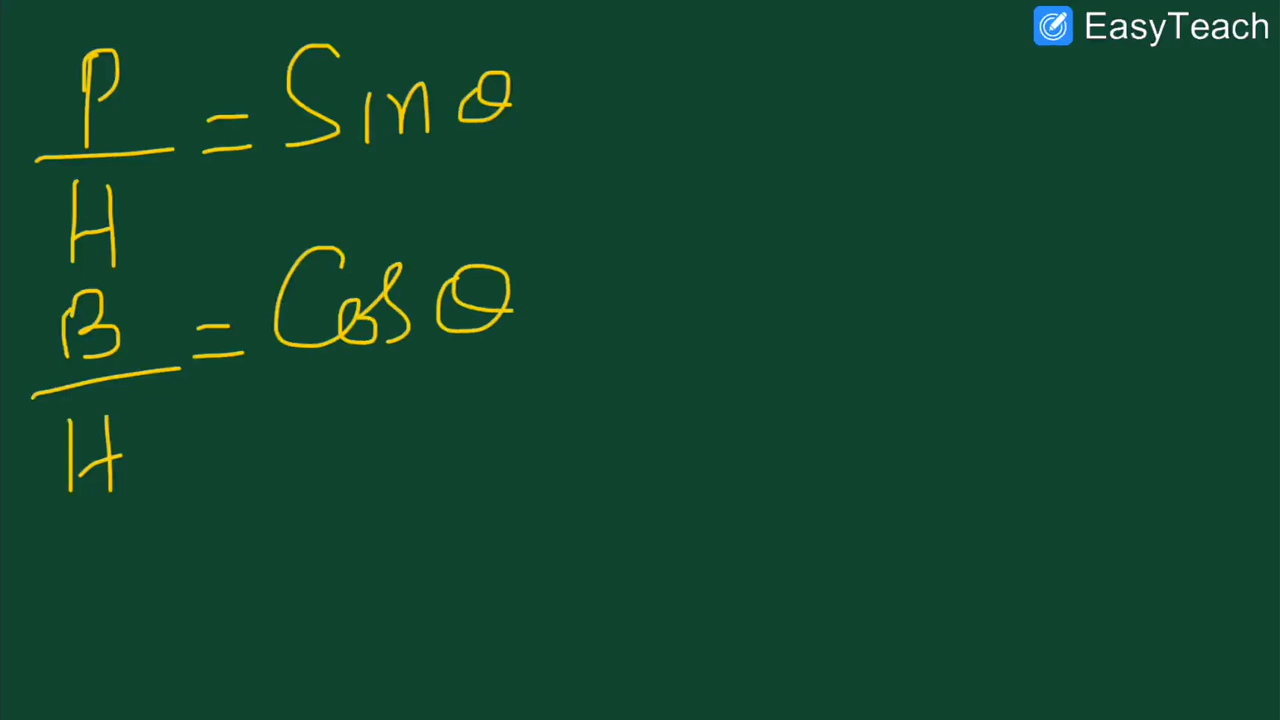 EasyTeach
P/H = Sin θ
B/H = Cos θ